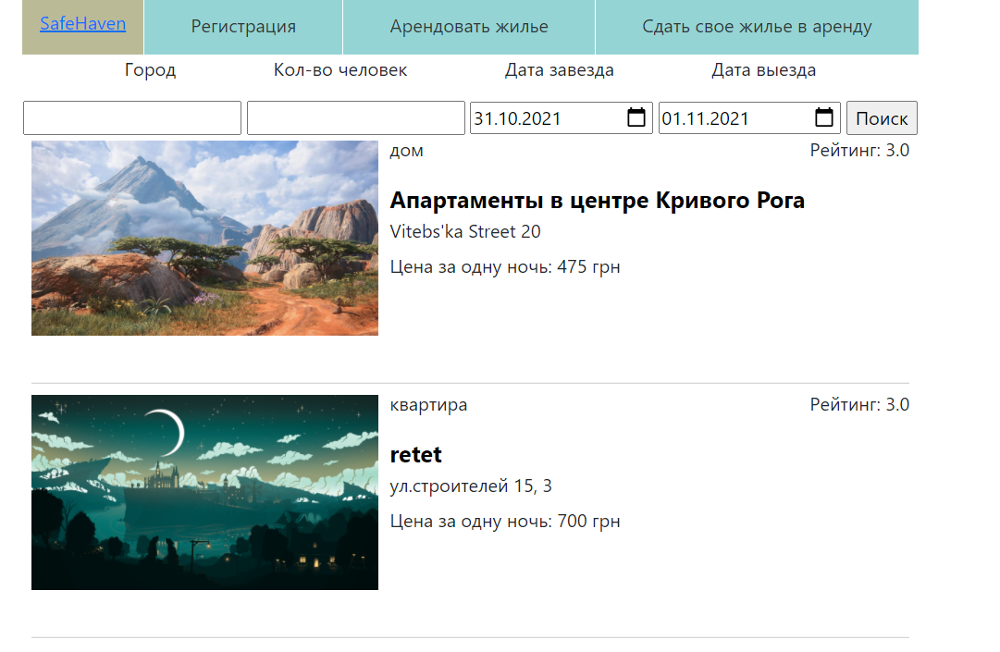 SafeHaven Регистрация Арендовать жилье Сдать свое жилье в аренду
Город Кол-во человек Дата завезда Дата выезда
31.10.2021 01.11.2021 Поиск
дом Рейтинг: 3.0
Апартаменты в центре Кривого Рога
Vitebs'ka Street 20
Цена за одну ночь: 475 грн
квартира Рейтинг: 3.0
retet
ул.строителей 15, 3
Цена за одну ночь: 700 грн